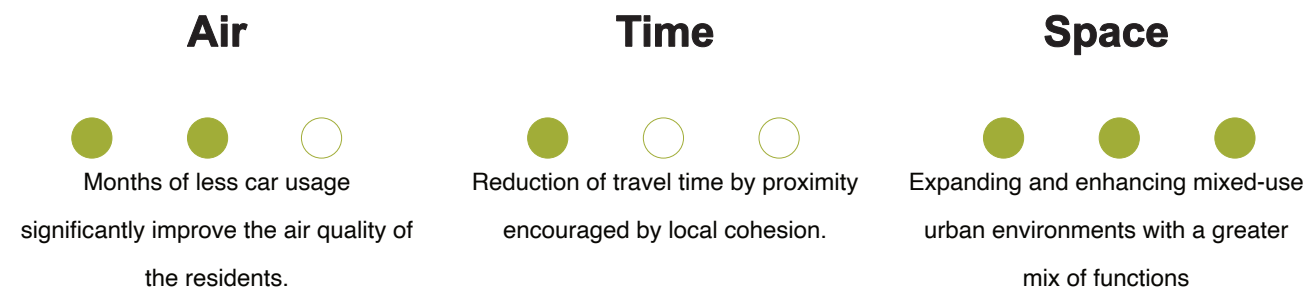 Air
Months of less car usage
significantly improve the air quality of
the residents.
Time
Reduction of travel time by proximity
encouraged by local cohesion.
Space
Expanding and enhancing mixed-use
urban environments with a greater
mix of functions